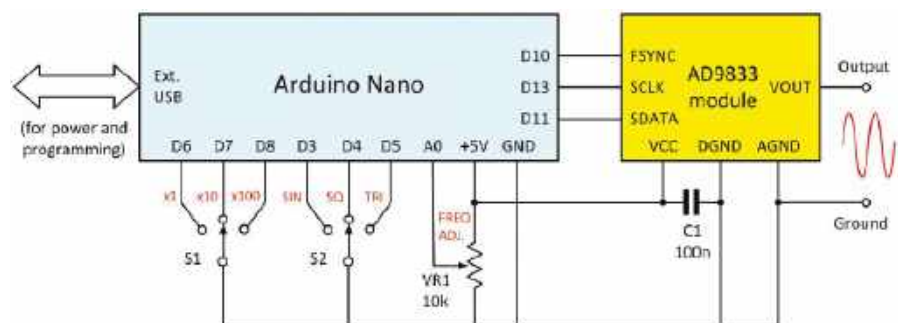 Arduino Nano
Ext.
USB
(for power and
programming)
D10
D13
D11
D6
D7
D8
D3
D4
D5
A0
+5V
GND
FSYNC
SCLK
SDATA
AD9833
module
VOUT
VCC
DGND
AGND
Output
Ground
x1
x10
x100
SIN
SQ
TRI
FREQ
ADJ.
S1
S2
VR1
10k
C1
100n